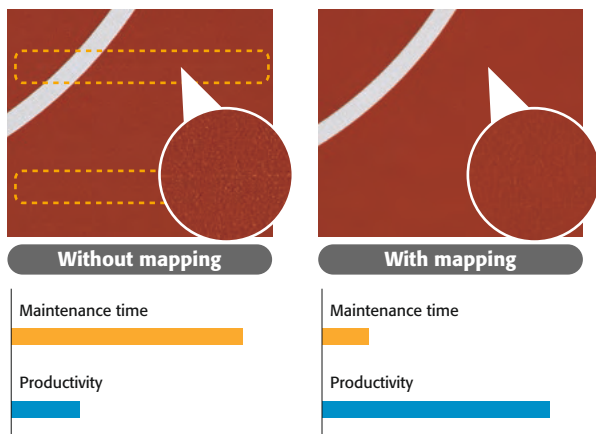 Without mapping
With mapping
Maintenance time
Productivity
Maintenance time
Productivity